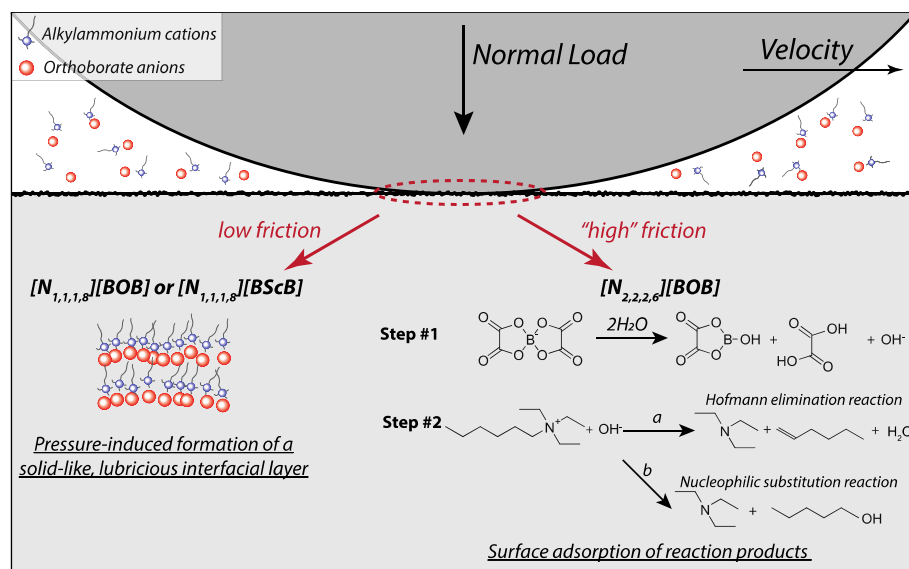 Alkylammonium cations
Orthoborate anions
Normal Load
Velocity
low friction
"high" friction
[N1,1,1,8][BOB] or [N1,1,1,8][BScB]
[N2,2,2,6][BOB]
Step #1
O O O O B- O O O O
2H2O
O O O O B-OH
+
O OH HO O
+ OH-
Step #2
N+
+ OH-
a
Hofmann elimination reaction
N + + H2O
b
Nucleophilic substitution reaction
N + OH
Pressure-induced formation of a
solid-like, lubricious interfacial layer
Surface adsorption of reaction products